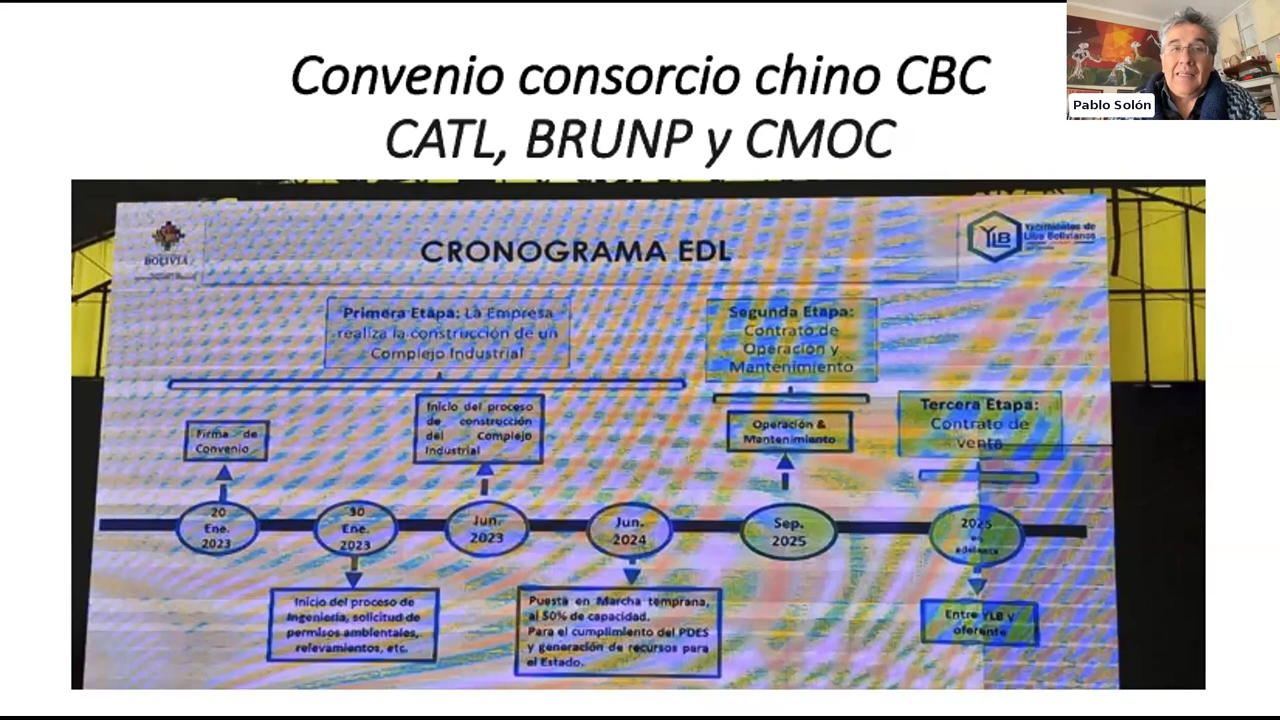 Convenio consorcio chino CBC
CATL, BRUNP y CMOC
Pablo Solón
BOLIVIA
YLB
Yacimientos de
Litio Bolivianos
CRONOGRAMA EDL
Primera Etapa: La Empresa
realiza la construcción de un
Complejo Industrial
Segunda Etapa:
Contrato de
Operación y
Mantenimiento
Tercera Etapa:
Contrato de
venta
Firma de
Convenio
Inicio del proceso
de construcción
del Complejo
Industrial
Operación &
Mantenimiento
20
Ene.
2023
30
Ene.
2023
Jun.
2023
Jun.
2024
Sep.
2025
2025
en
adelante
Inicio del proceso de
Ingeniería, solicitud de
permisos ambientales,
relevamientos, etc.
Puesta en Marcha temprana,
al 50% de capacidad.
Para el cumplimiento del PDES
y generación de recursos para
el Estado.
Entre YLB y
oferente